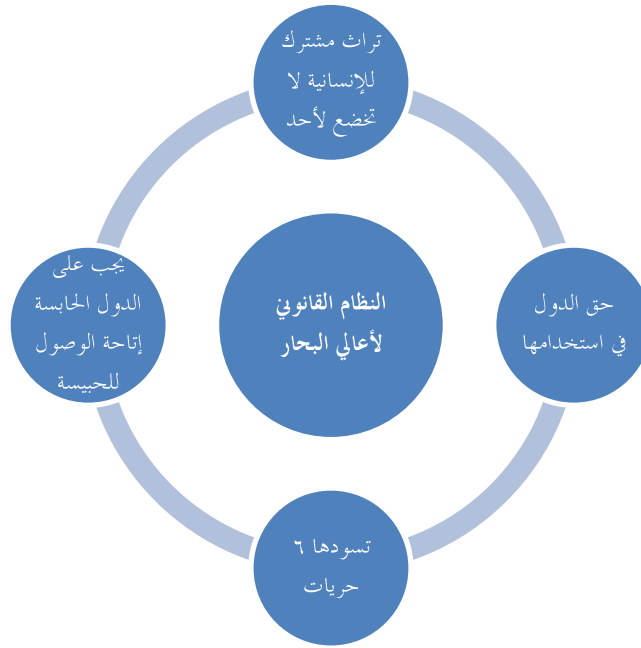 تراث مشترك
للإنسانية لا
تخضع لأحد
النظام القانوني
لأعالي البحار
حق الدول
في استخدامها
تسودها ٦
حريات
يجب على
الدول الحابسة
إتاحة الوصول
للحبيسة